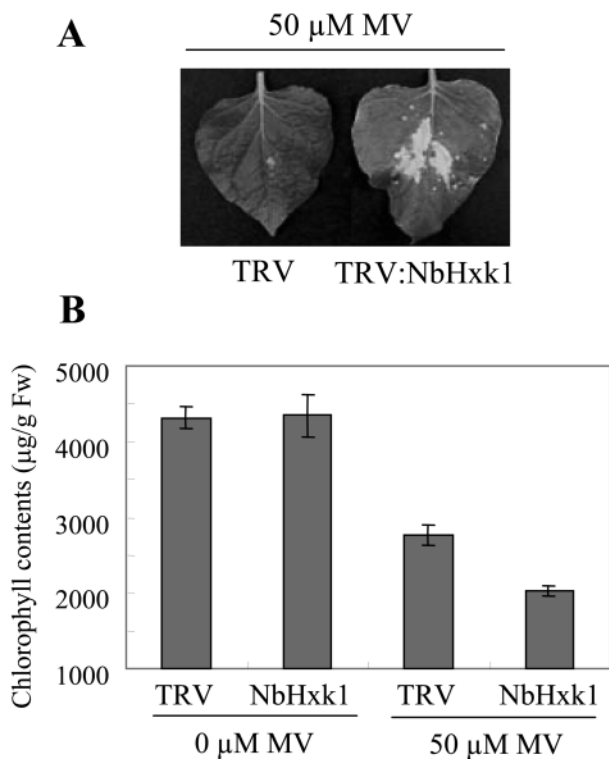 A
50 µM MV
TRV
TRV:NbHxk1
B
Chlorophyll contents (µg/g Fw)
5000
4000
3000
2000
1000
TRV
NbHxk1
TRV
NbHxk1
0 µM MV
50 µM MV